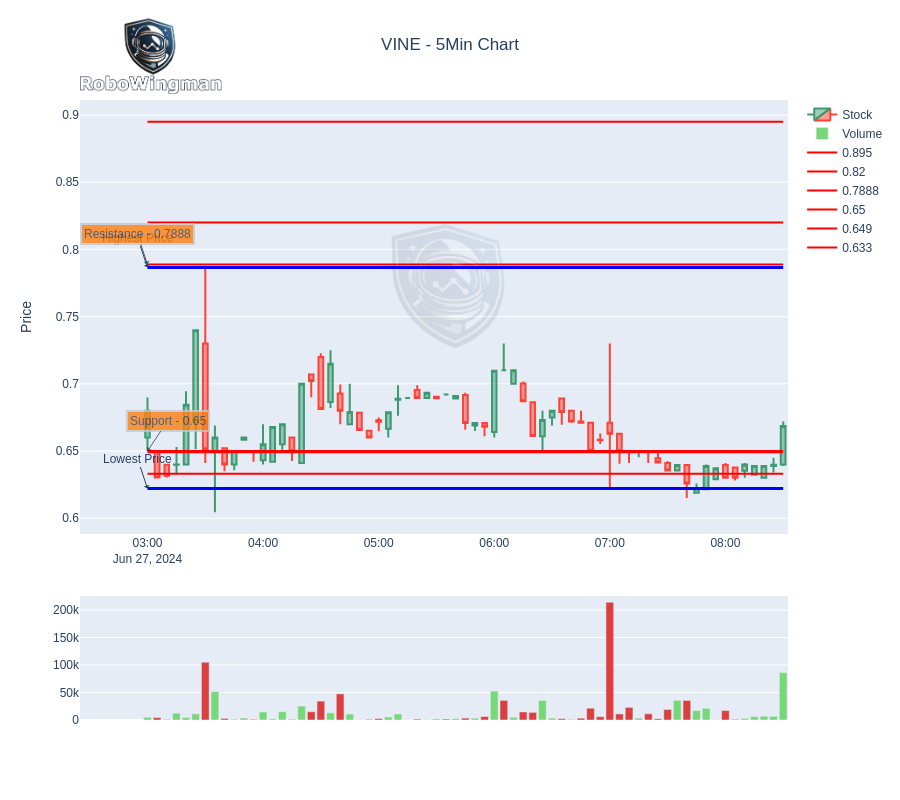 RoboWingman
VINE - 5Min Chart
Price
0.9
0.85
0.8
0.75
0.7
0.65
0.6
Resistance - 0.7888
Highest Price
Support - 0.65
Lowest Price
03:00
Jun 27, 2024
04:00
05:00
06:00
07:00
08:00
Stock
Volume
0.895
0.82
0.7888
0.65
0.649
0.633
200k
150k
100k
50k
0